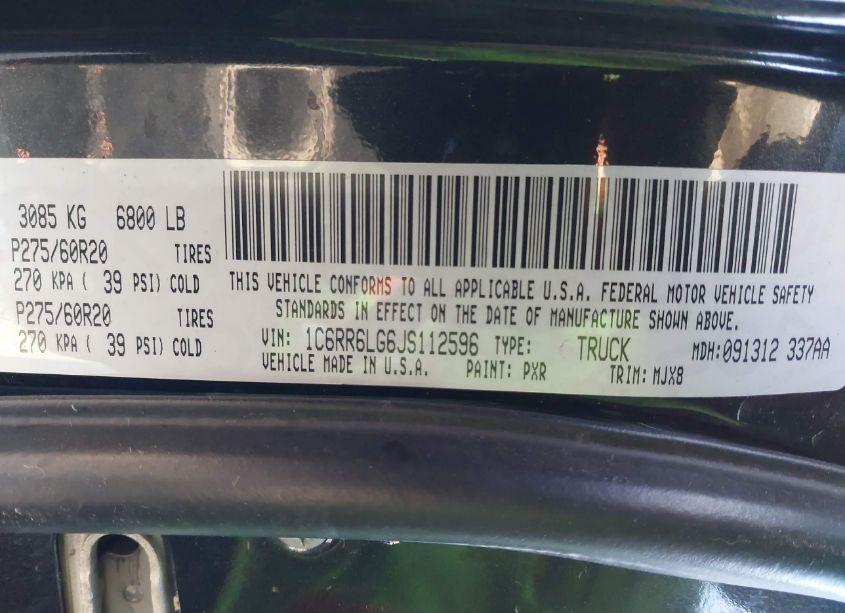 3085 KG 6800 LB
P275/60R20 TIRES
270 KPA ( 39 PSI) COLD
P275/60R20 TIRES
270 KPA ( 39 PSI) COLD
THIS VEHICLE CONFORMS TO ALL APPLICABLE U.S.A. FEDERAL MOTOR VEHICLE SAFETY
STANDARDS IN EFFECT ON THE DATE OF MANUFACTURE SHOWN ABOVE.
VIN: 1C6RR6LG6JS112596 TYPE: TRUCK MDH:091312 337AA
VEHICLE MADE IN U.S.A. PAINT: PXR TRIM: MJX8